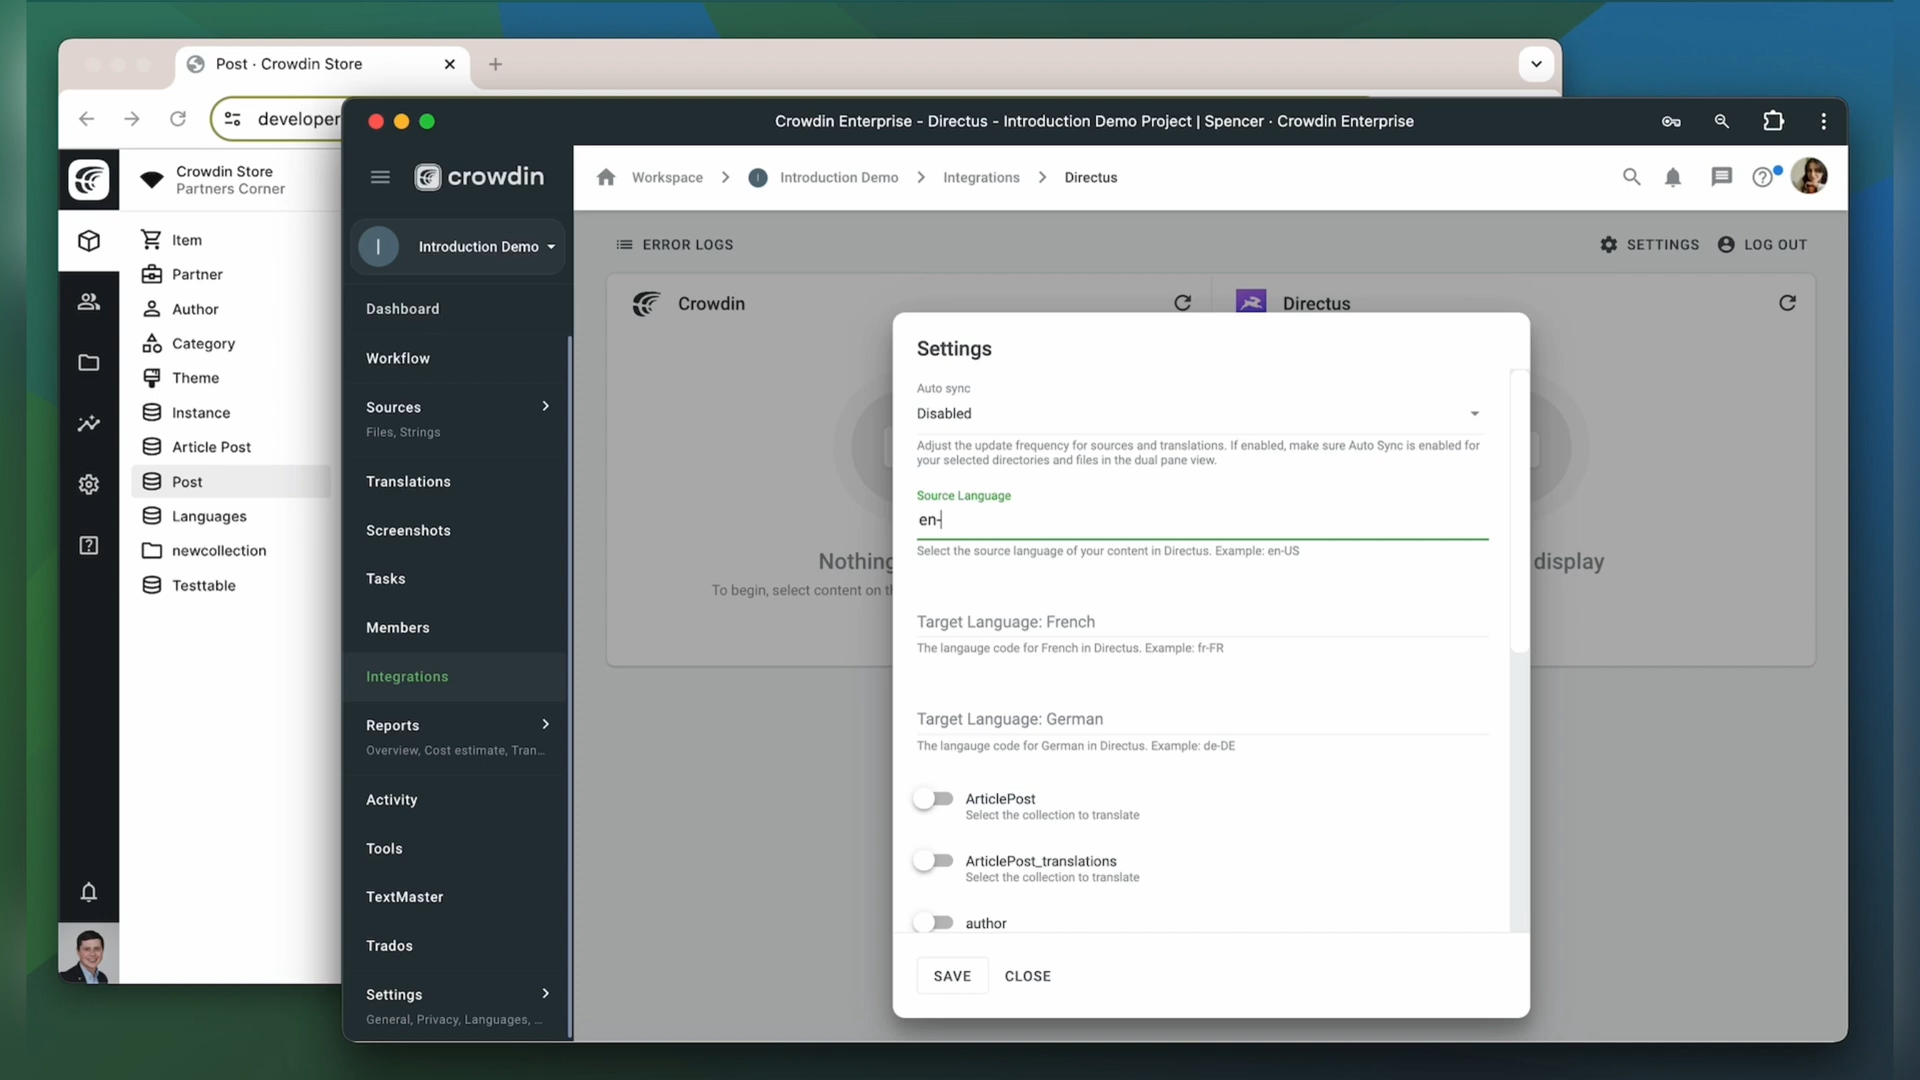 Post · Crowdin Store
developer
Crowdin Store
Partners Corner
Item
Partner
Author
Category
Theme
Instance
Article Post
Post
Languages
newcollection
Testtable
Crowdin Enterprise - Directus - Introduction Demo Project | Spencer · Crowdin Enterprise
crowdin
I
Introduction Demo
Dashboard
Workflow
Sources
Files, Strings
Translations
Screenshots
Tasks
Members
Integrations
Reports
Overview, Cost estimate, Tran...
Activity
Tools
TextMaster
Trados
Settings
General, Privacy, Languages, ...
I
Workspace
Introduction Demo
Integrations
Directus
ERROR LOGS
SETTINGS
LOG OUT
Crowdin
Directus
Nothing
To begin, select content on th
display
Settings
Auto sync
Disabled
Adjust the update frequency for sources and translations. If enabled, make sure Auto Sync is enabled for
your selected directories and files in the dual pane view.
Source Language
en-
Select the source language of your content in Directus. Example: en-US
Target Language: French
The langauge code for French in Directus. Example: fr-FR
Target Language: German
The langauge code for German in Directus. Example: de-DE
ArticlePost
Select the collection to translate
ArticlePost_translations
Select the collection to translate
author
SAVE
CLOSE